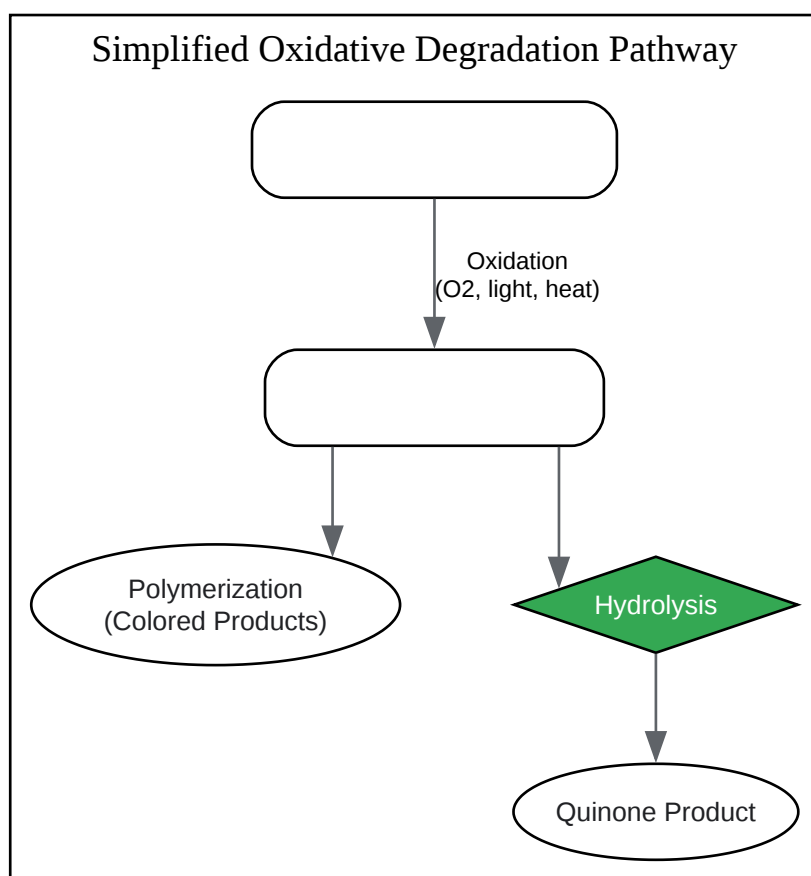 Simplified Oxidative Degradation Pathway
Oxidation
(O2, light, heat)
Polymerization
(Colored Products)
Hydrolysis
Quinone Product